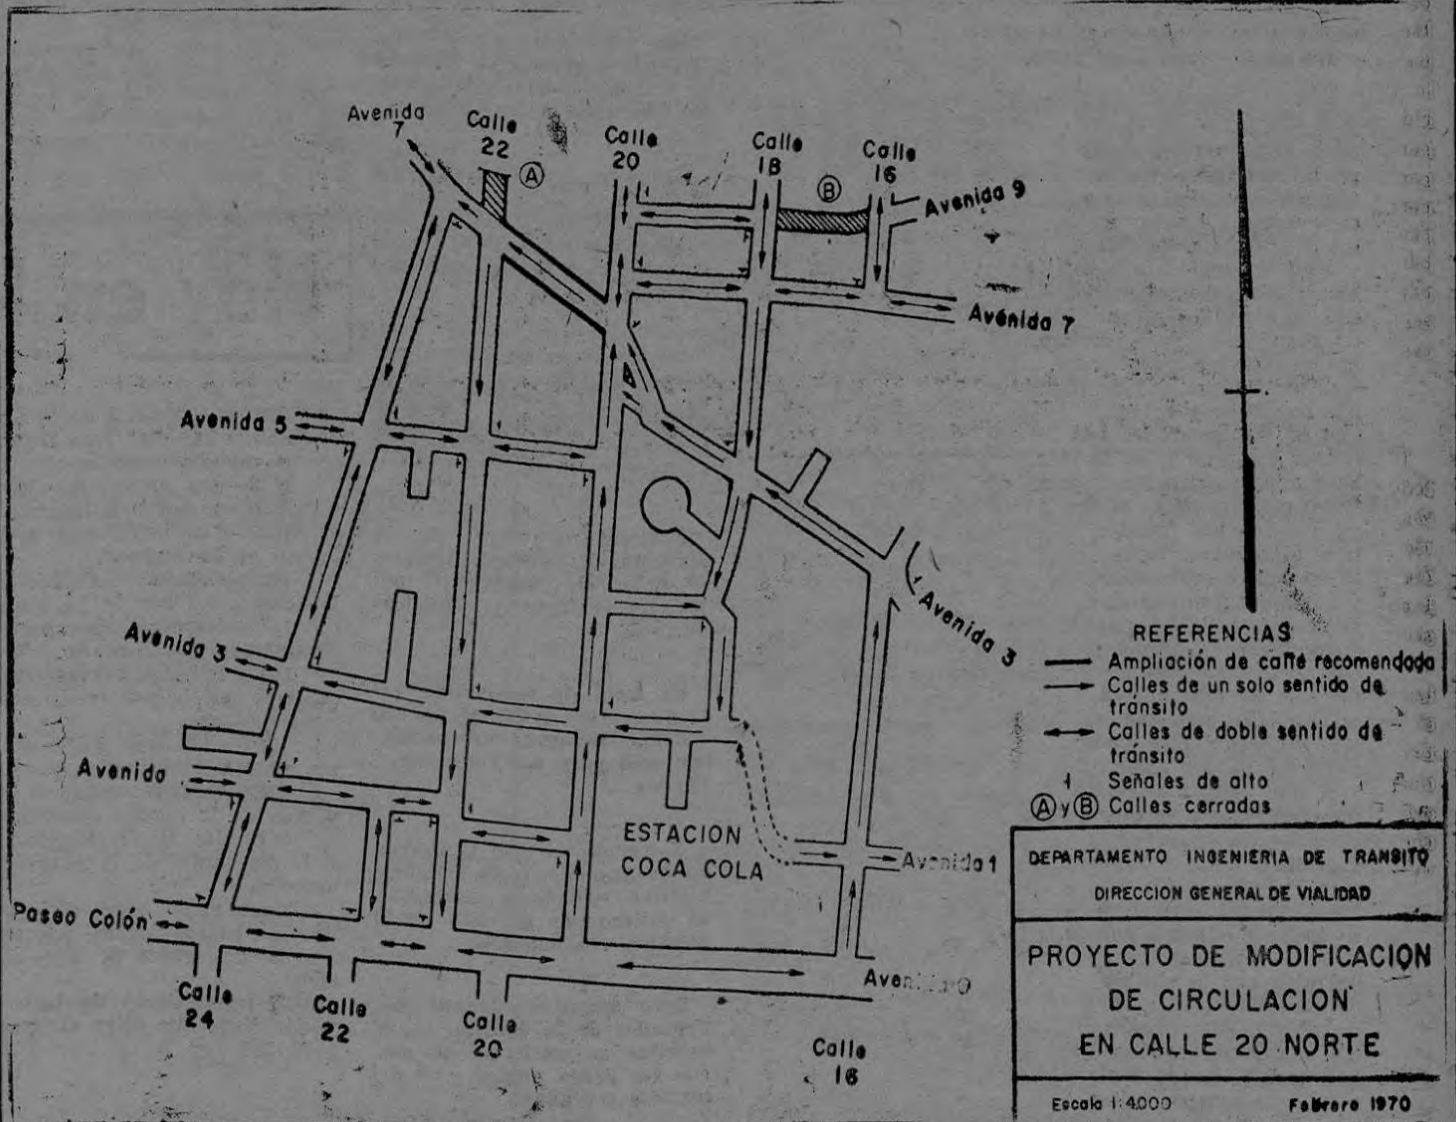 Avenida
7
Calle
22
A
Calle
20
Calle
18
B
Calle
16
Avenida 9
Avenida 7
Avenida 5
Avenida 3
Avenida 3
Avenida
ESTACION
COCA COLA
Avenida 1
Paseo Colón
Avenida 0
Calle
24
Calle
22
Calle
20
Calle
16
REFERENCIAS
Ampliación de calle recomendada
Calles de un solo sentido de
tránsito
Calles de doble sentido de
tránsito
Señales de alto
A y B Calles cerradas
DEPARTAMENTO INGENIERIA DE TRANSITO
DIRECCION GENERAL DE VIALIDAD
PROYECTO DE MODIFICACION
DE CIRCULACION
EN CALLE 20 NORTE
Escala 1:4.000 Febrero 1970